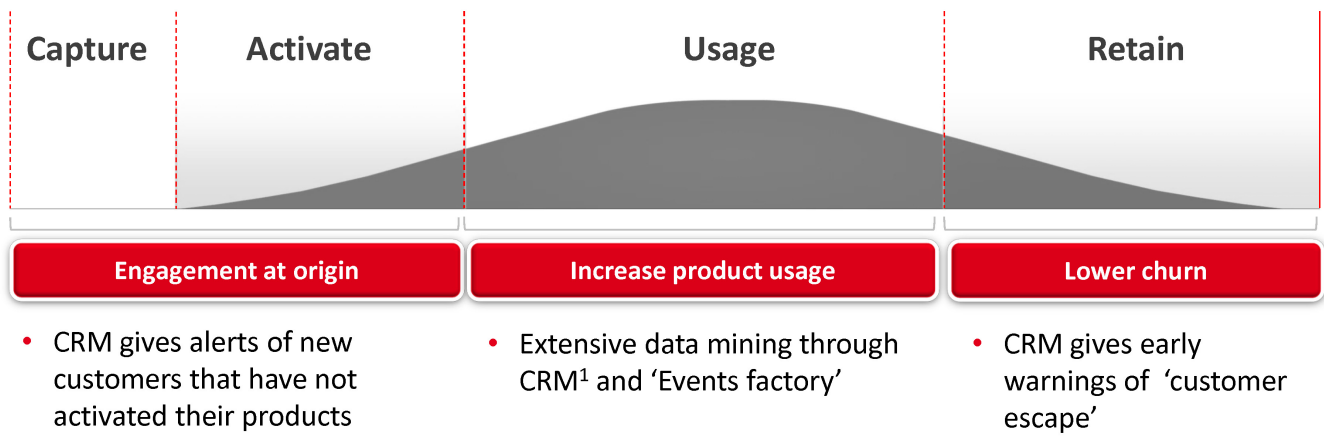 Capture
Activate
Usage
Retain
Engagement at origin
Increase product usage
Lower churn
• CRM gives alerts of new
customers that have not
activated their products
• Extensive data mining through
CRM¹ and ‘Events factory’
• CRM gives early
warnings of ‘customer
escape’